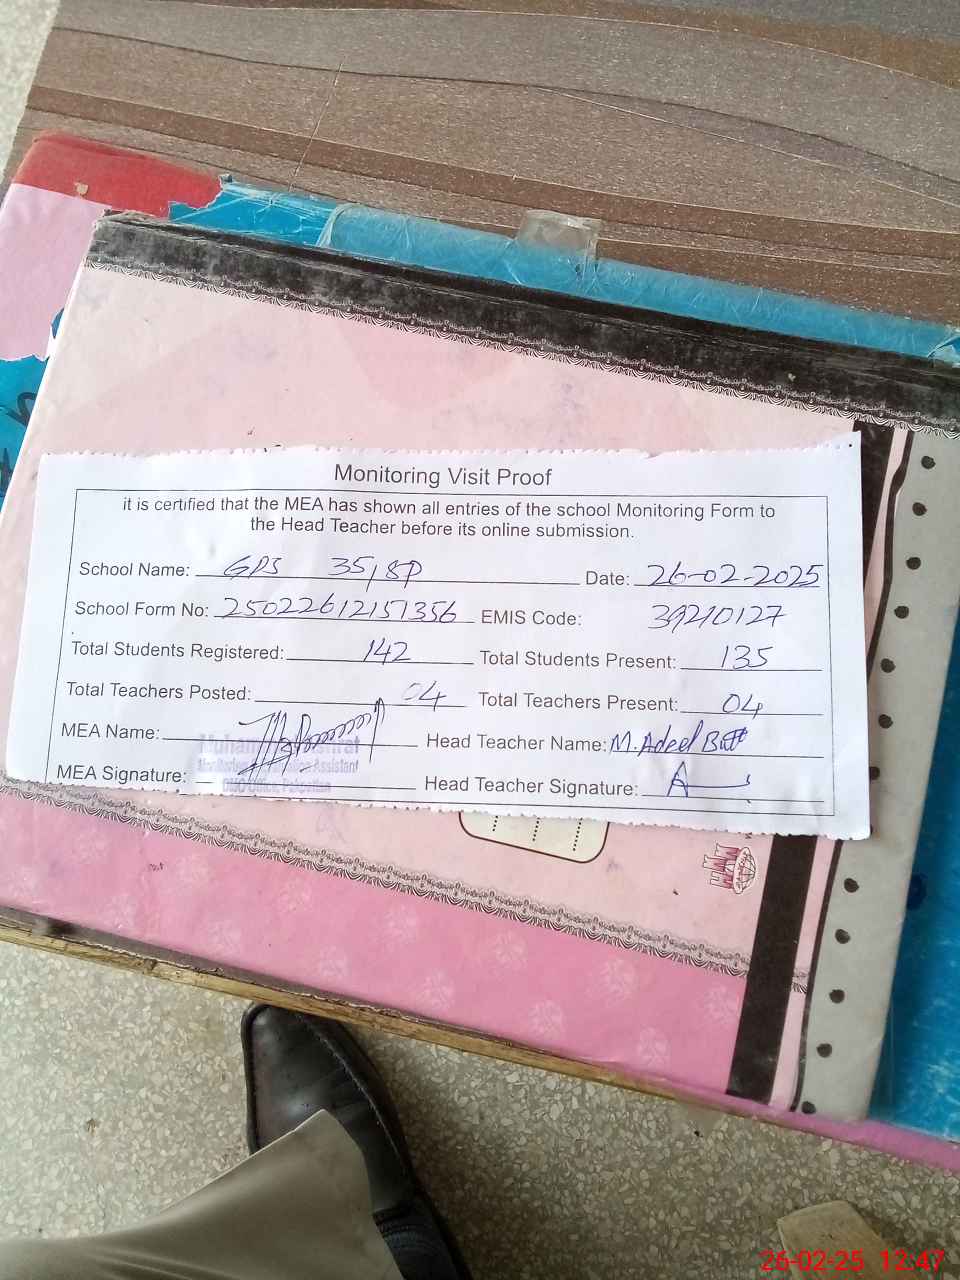 Monitoring Visit Proof
it is certified that the MEA has shown all entries of the school Monitoring Form to
the Head Teacher before its online submission.
School Name: GPS 35/SP Date: 26-02-2025
School Form No: 25022612151356 EMIS Code: 39210127
Total Students Registered: 142 Total Students Present: 135
Total Teachers Posted: 04 Total Teachers Present: 04
MEA Name: Head Teacher Name: M. Adeel Butt
MEA Signature: Head Teacher Signature:
Assistant
26-02-25 12:47